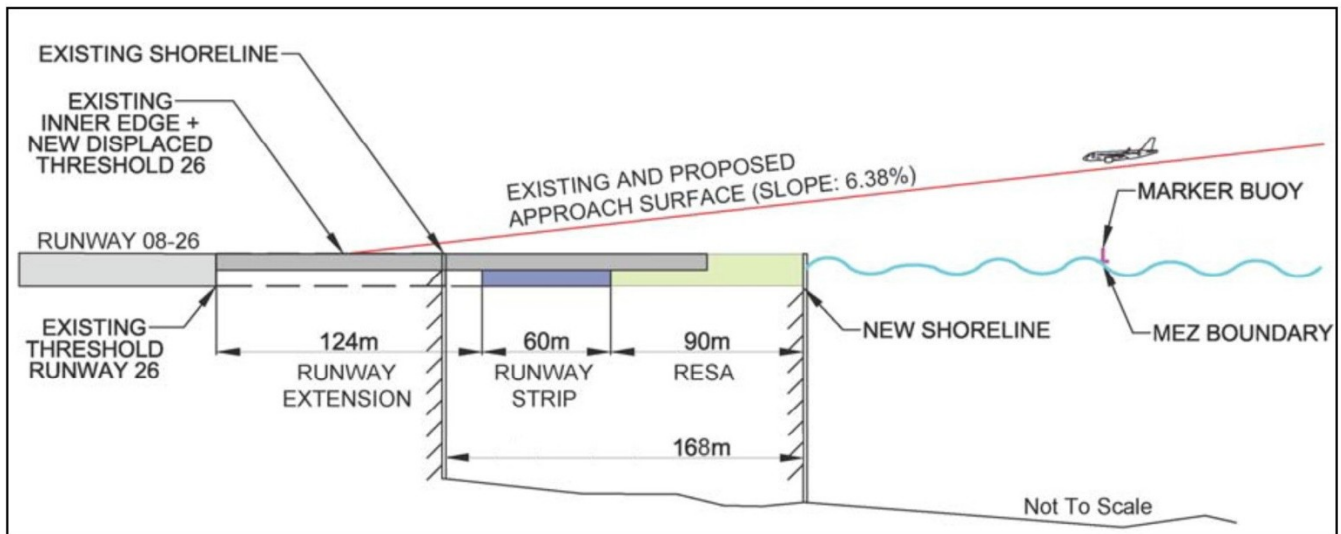 EXISTING SHORELINE
EXISTING
INNER EDGE +
NEW DISPLACED
THRESHOLD 26
EXISTING AND PROPOSED
APPROACH SURFACE (SLOPE: 6.38%)
MARKER BUOY
RUNWAY 08-26
EXISTING
THRESHOLD
RUNWAY 26
124m
RUNWAY
EXTENSION
60m
RUNWAY
STRIP
90m
RESA
NEW SHORELINE
MEZ BOUNDARY
168m
Not To Scale